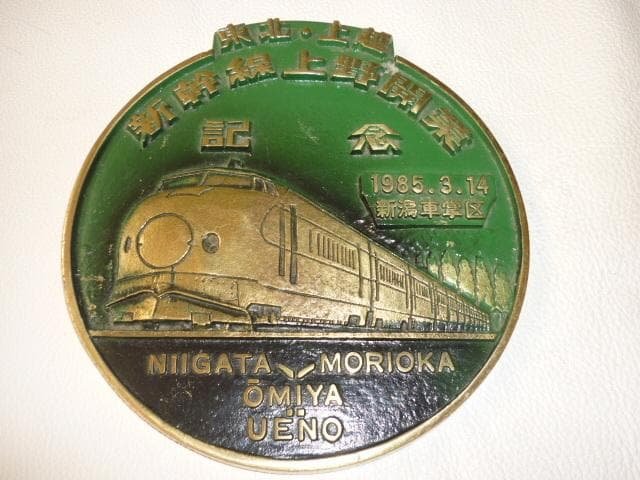 東北・上越
新幹線上野開業
記念
1985.3.14
新潟車掌区
NIIGATA MORIOKA
ŌMIYA
UENO